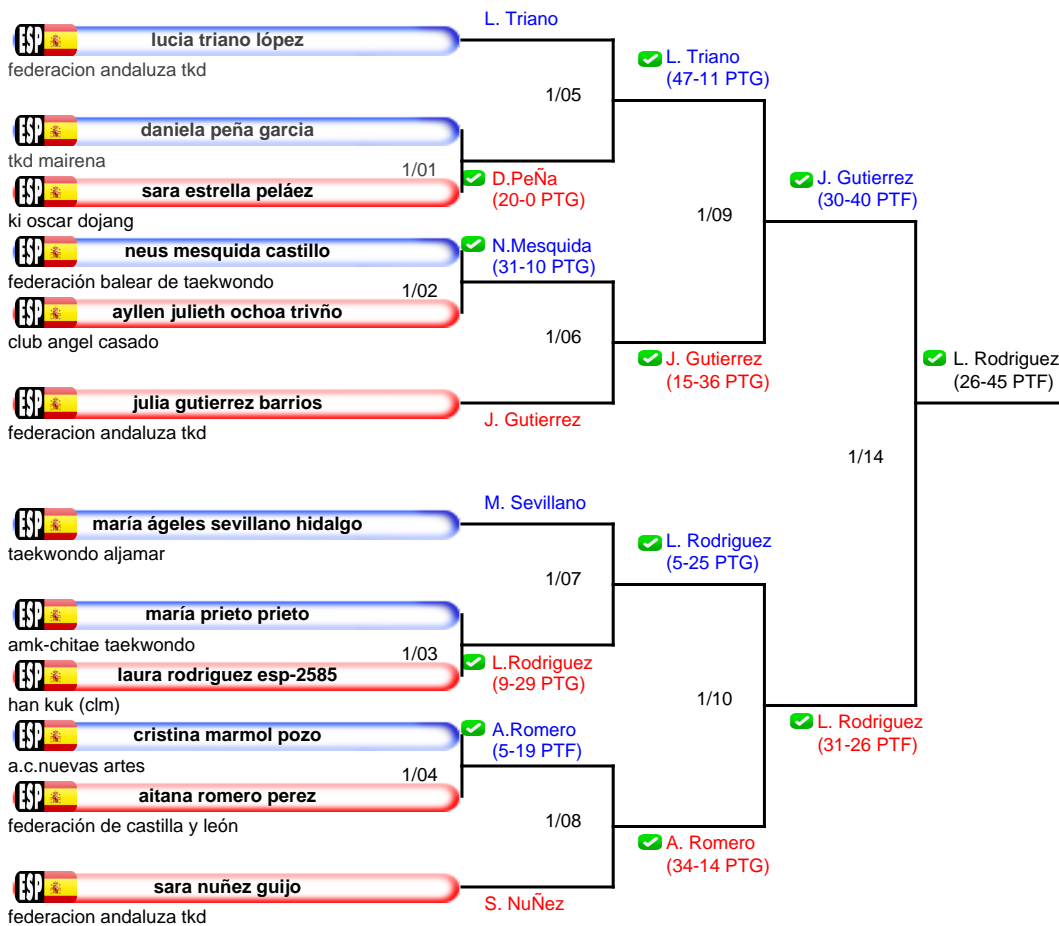 L. Triano
ESP lucia triano lópez
federacion andaluza tkd
L. Triano
(47-11 PTG)
1/05
ESP daniela peña garcia
tkd mairena
1/01
D.PeÑa
(20-0 PTG)
ESP sara estrella peláez
ki oscar dojang
J. Gutierrez
(30-40 PTF)
1/09
ESP neus mesquida castillo
federación balear de taekwondo
N.Mesquida
(31-10 PTG)
1/02
ESP ayllen julieth ochoa trivño
club angel casado
1/06
J. Gutierrez
(15-36 PTG)
L. Rodriguez
(26-45 PTF)
ESP julia gutierrez barrios
federacion andaluza tkd
J. Gutierrez
1/14
M. Sevillano
ESP maría ágeles sevillano hidalgo
taekwondo aljamar
L. Rodriguez
(5-25 PTG)
1/07
ESP maría prieto prieto
amk-chitae taekwondo
1/03
L.Rodriguez
(9-29 PTG)
ESP laura rodriguez esp-2585
han kuk (clm)
1/10
L. Rodriguez
(31-26 PTF)
ESP cristina marmol pozo
a.c.nuevas artes
A.Romero
(5-19 PTF)
1/04
ESP aitana romero perez
federación de castilla y león
1/08
A. Romero
(34-14 PTG)
ESP sara nuñez guijo
federacion andaluza tkd
S. NuÑez